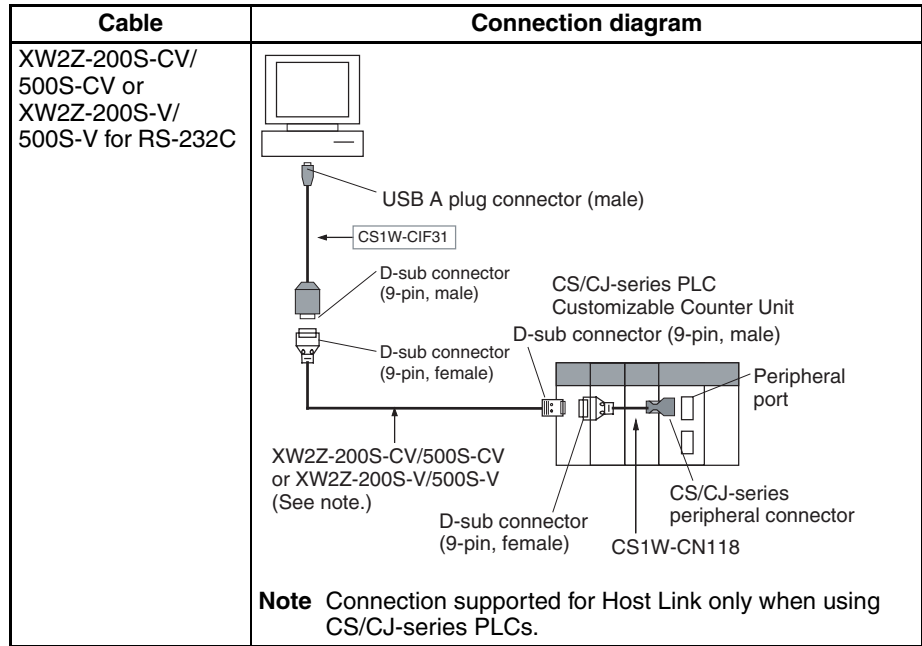 Cable
Connection diagram
XW2Z-200S-CV/
500S-CV or
XW2Z-200S-V/
500S-V for RS-232C
USB A plug connector (male)
CS1W-CIF31
D-sub connector
(9-pin, male)
CS/CJ-series PLC
Customizable Counter Unit
D-sub connector (9-pin, male)
D-sub connector
(9-pin, female)
Peripheral
port
XW2Z-200S-CV/500S-CV
or XW2Z-200S-V/500S-V
(See note.)
D-sub connector
(9-pin, female)
CS/CJ-series
peripheral connector
CS1W-CN118
Note Connection supported for Host Link only when using
CS/CJ-series PLCs.